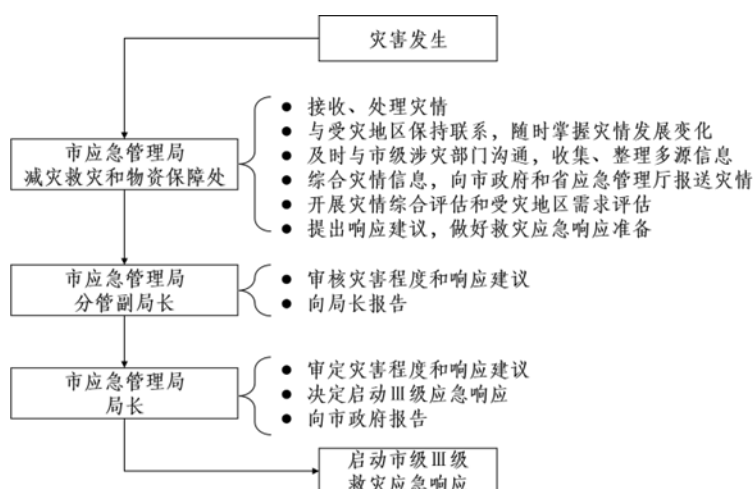 灾害发生
市应急管理局
减灾救灾和物资保障处
● 接收、处理灾情
● 与受灾地区保持联系，随时掌握灾情发展变化
● 及时与市级涉灾部门沟通，收集、整理多源信息
● 综合灾情信息，向市政府和省应急管理厅报送灾情
● 开展灾情综合评估和受灾地区需求评估
● 提出响应建议，做好救灾应急响应准备
市应急管理局
分管副局长
● 审核灾害程度和响应建议
● 向局长报告
市应急管理局
局长
● 审定灾害程度和响应建议
● 决定启动Ⅲ级应急响应
● 向市政府报告
启动市级Ⅲ级
救灾应急响应